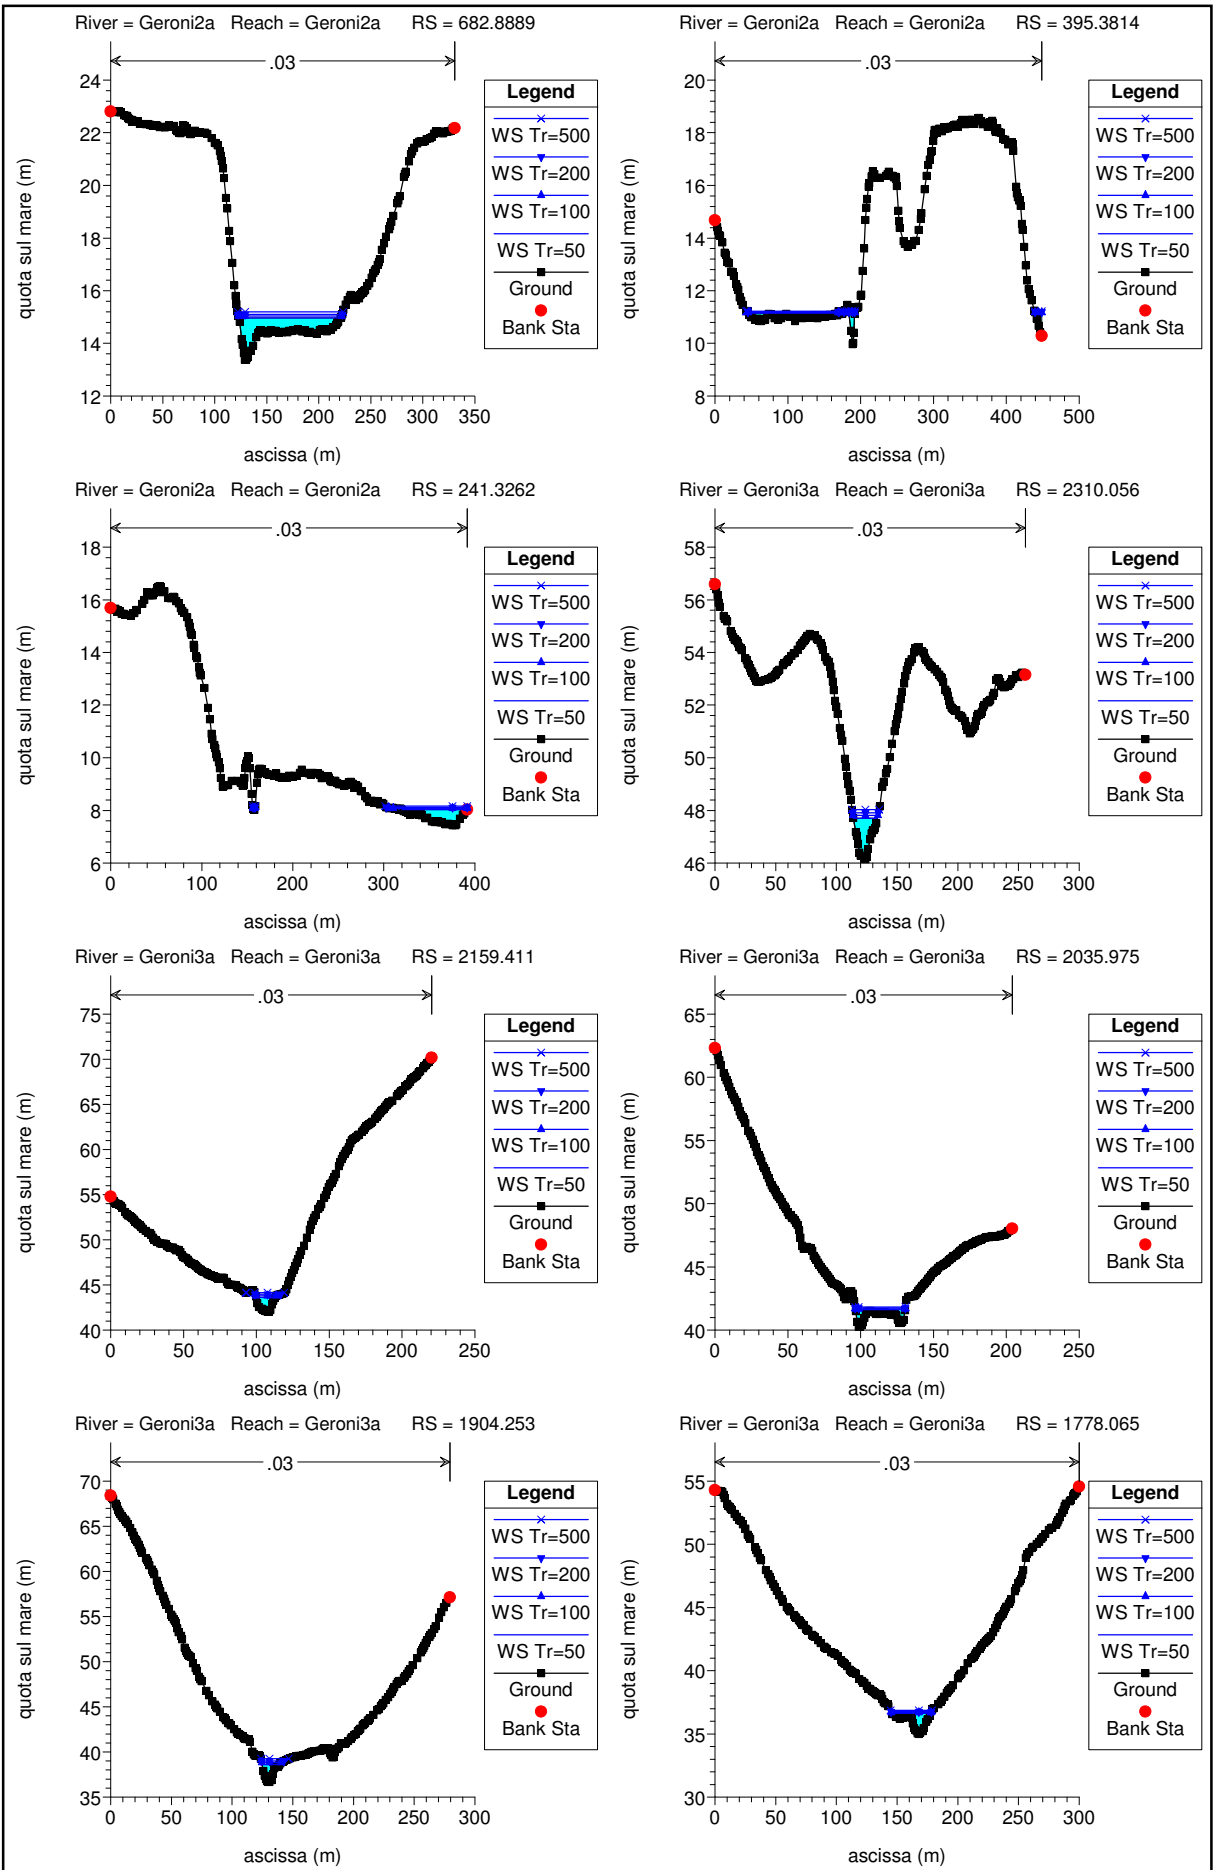 River = Geroni2a Reach = Geroni2a RS = 682.8889
.03
24
22
20
18
16
14
12
0 50 100 150 200 250 300 350
quota sul mare (m)
ascissa (m)
Legend
WS Tr=500
WS Tr=200
WS Tr=100
WS Tr=50
Ground
Bank Sta
River = Geroni2a Reach = Geroni2a RS = 395.3814
.03
20
18
16
14
12
10
8
0 100 200 300 400 500
quota sul mare (m)
ascissa (m)
Legend
WS Tr=500
WS Tr=200
WS Tr=100
WS Tr=50
Ground
Bank Sta
River = Geroni2a Reach = Geroni2a RS = 241.3262
.03
18
16
14
12
10
8
6
0 100 200 300 400
quota sul mare (m)
ascissa (m)
Legend
WS Tr=500
WS Tr=200
WS Tr=100
WS Tr=50
Ground
Bank Sta
River = Geroni3a Reach = Geroni3a RS = 2310.056
.03
58
56
54
52
50
48
46
0 50 100 150 200 250 300
quota sul mare (m)
ascissa (m)
Legend
WS Tr=500
WS Tr=200
WS Tr=100
WS Tr=50
Ground
Bank Sta
River = Geroni3a Reach = Geroni3a RS = 2159.411
.03
75
70
65
60
55
50
45
40
0 50 100 150 200 250
quota sul mare (m)
ascissa (m)
Legend
WS Tr=500
WS Tr=200
WS Tr=100
WS Tr=50
Ground
Bank Sta
River = Geroni3a Reach = Geroni3a RS = 2035.975
.03
65
60
55
50
45
40
0 50 100 150 200 250
quota sul mare (m)
ascissa (m)
Legend
WS Tr=500
WS Tr=200
WS Tr=100
WS Tr=50
Ground
Bank Sta
River = Geroni3a Reach = Geroni3a RS = 1904.253
.03
70
65
60
55
50
45
40
35
0 50 100 150 200 250 300
quota sul mare (m)
ascissa (m)
Legend
WS Tr=500
WS Tr=200
WS Tr=100
WS Tr=50
Ground
Bank Sta
River = Geroni3a Reach = Geroni3a RS = 1778.065
.03
55
50
45
40
35
30
0 50 100 150 200 250 300
quota sul mare (m)
ascissa (m)
Legend
WS Tr=500
WS Tr=200
WS Tr=100
WS Tr=50
Ground
Bank Sta